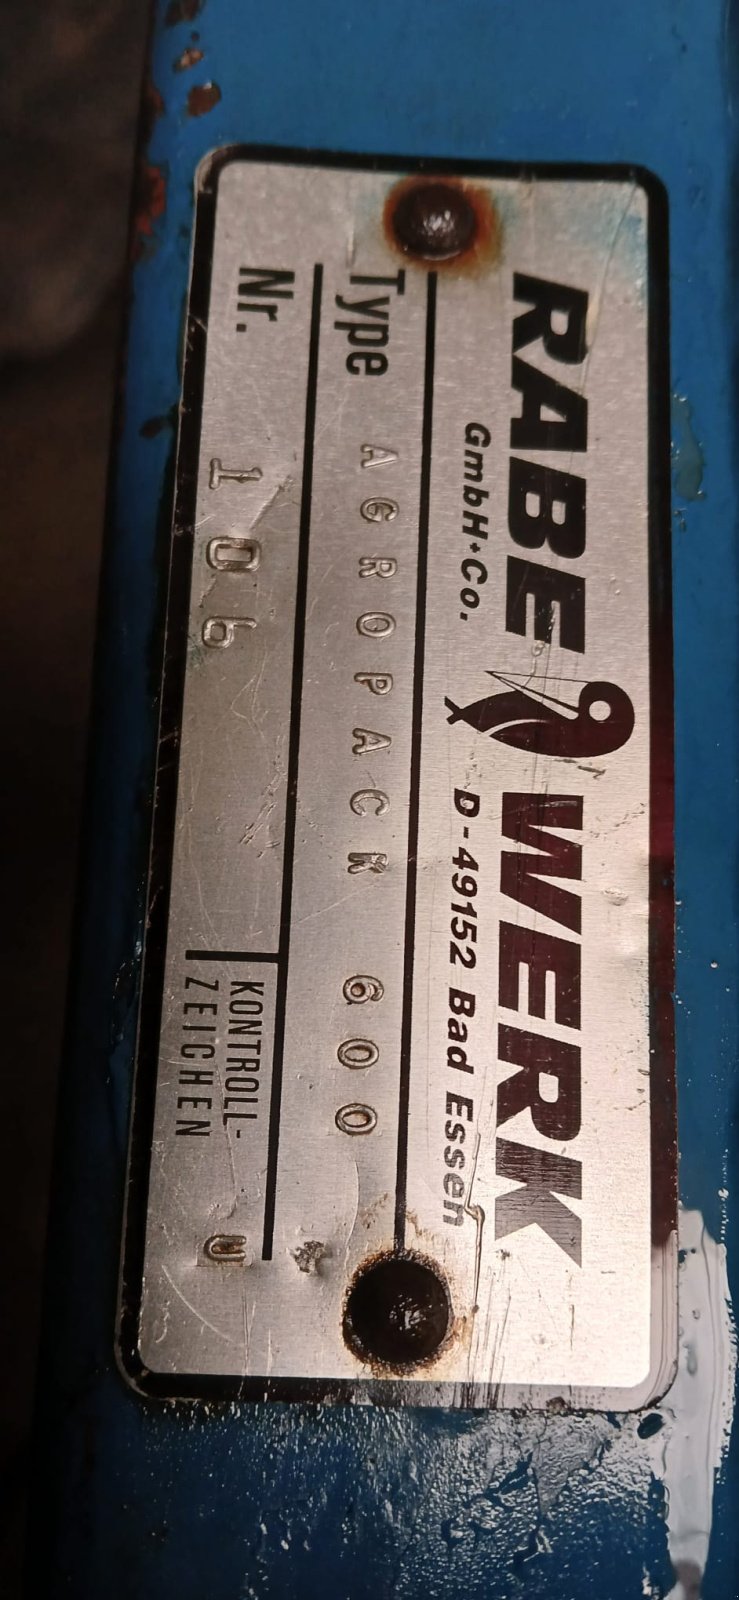 RABE WERK
GmbH+Co. D-49152 Bad Essen
Type AGROPACK 600
Nr. 106
KONTROLL-
ZEICHEN